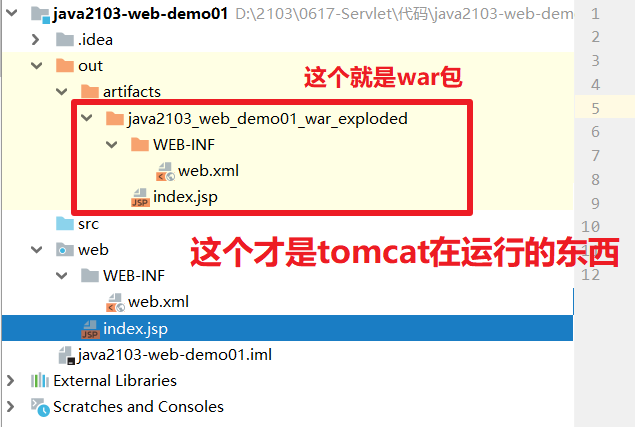 java2103-web-demo01 D:\2103\0617-Servlet\代码\java2103-web-dem
.idea
out
artifacts
这个就是war包
java2103_web_demo01_war_exploded
WEB-INF
web.xml
index.jsp
src
这个才是tomcat在运行的东西
web
WEB-INF
web.xml
index.jsp
java2103-web-demo01.iml
External Libraries
Scratches and Consoles
1
2
3
4
5
6
7
8
9
10
12